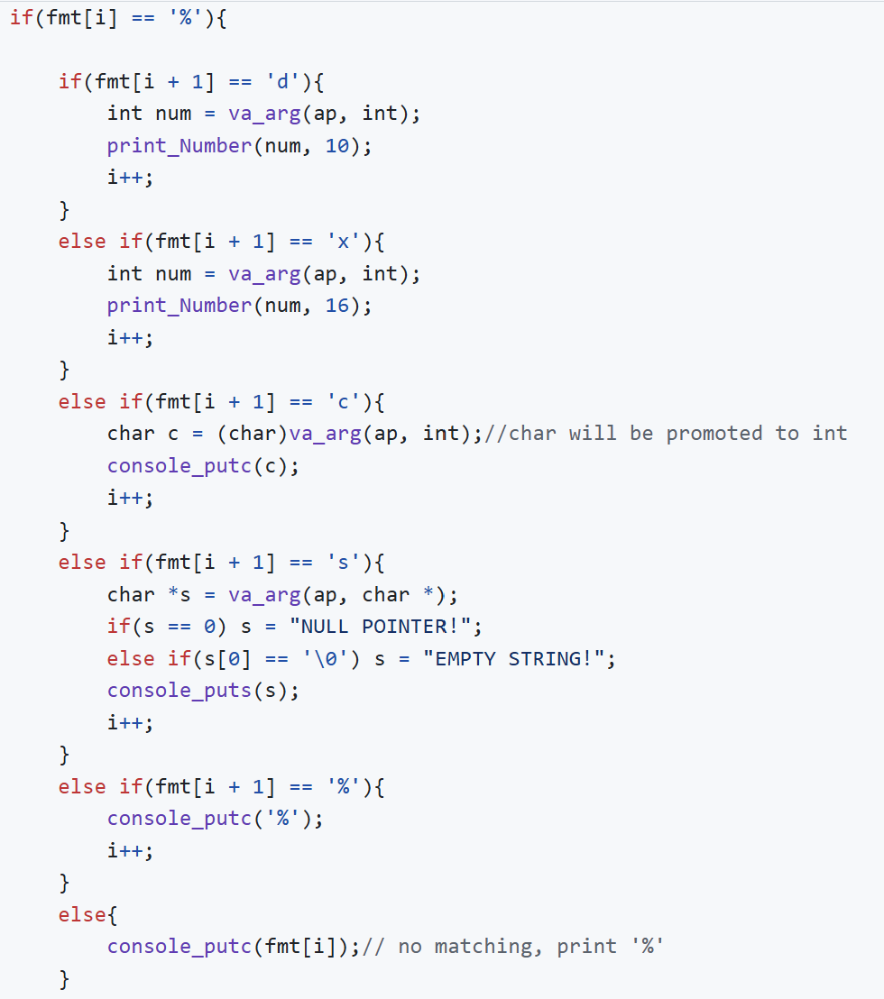 if(fmt[i] == '%'){
if(fmt[i + 1] == 'd'){
int num = va_arg(ap, int);
print_Number(num, 10);
i++;
}
else if(fmt[i + 1] == 'x'){
int num = va_arg(ap, int);
print_Number(num, 16);
i++;
}
else if(fmt[i + 1] == 'c'){
char c = (char)va_arg(ap, int);//char will be promoted to int
console_putc(c);
i++;
}
else if(fmt[i + 1] == 's'){
char *s = va_arg(ap, char *);
if(s == 0) s = "NULL POINTER!";
else if(s[0] == '\0') s = "EMPTY STRING!";
console_puts(s);
i++;
}
else if(fmt[i + 1] == '%'){
console_putc('%');
i++;
}
else{
console_putc(fmt[i]);// no matching, print '%'
}